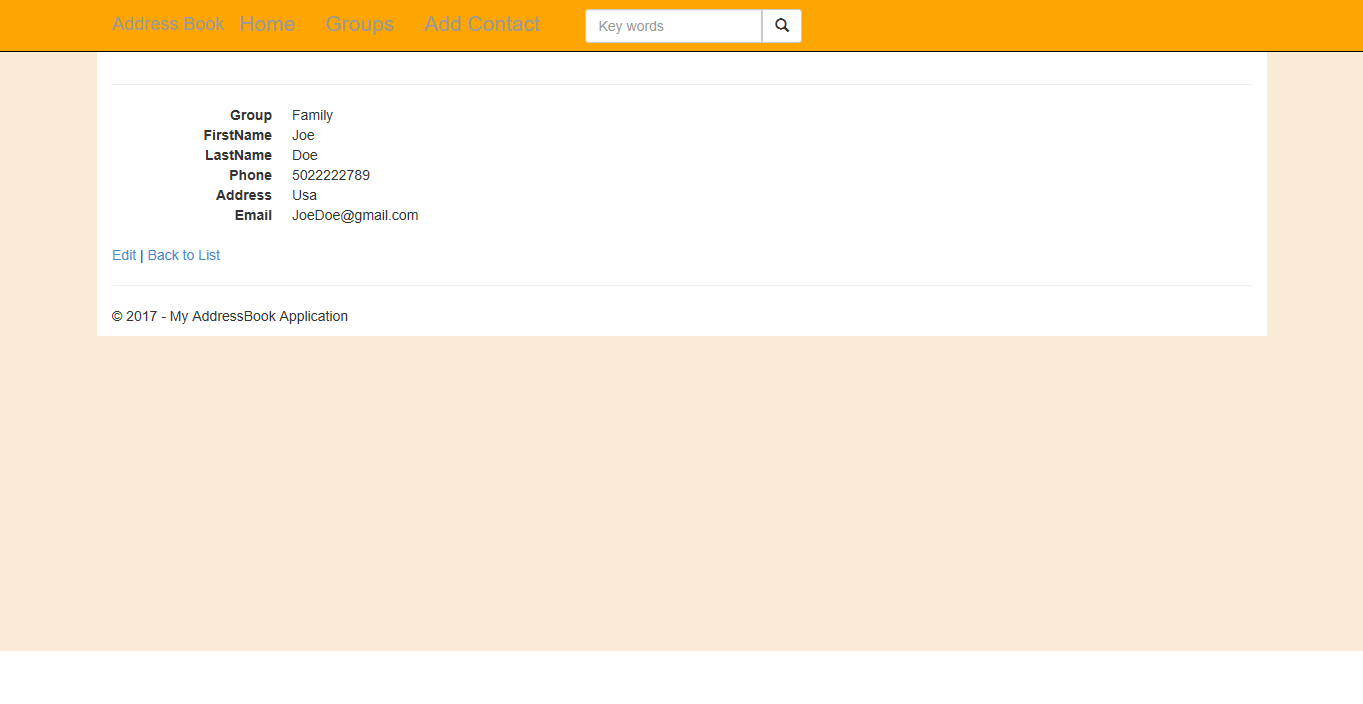 Address Book Home Groups Add Contact Key words
Group Family
FirstName Joe
LastName Doe
Phone 5022222789
Address Usa
Email JoeDoe@gmail.com
Edit | Back to List
© 2017 - My AddressBook Application